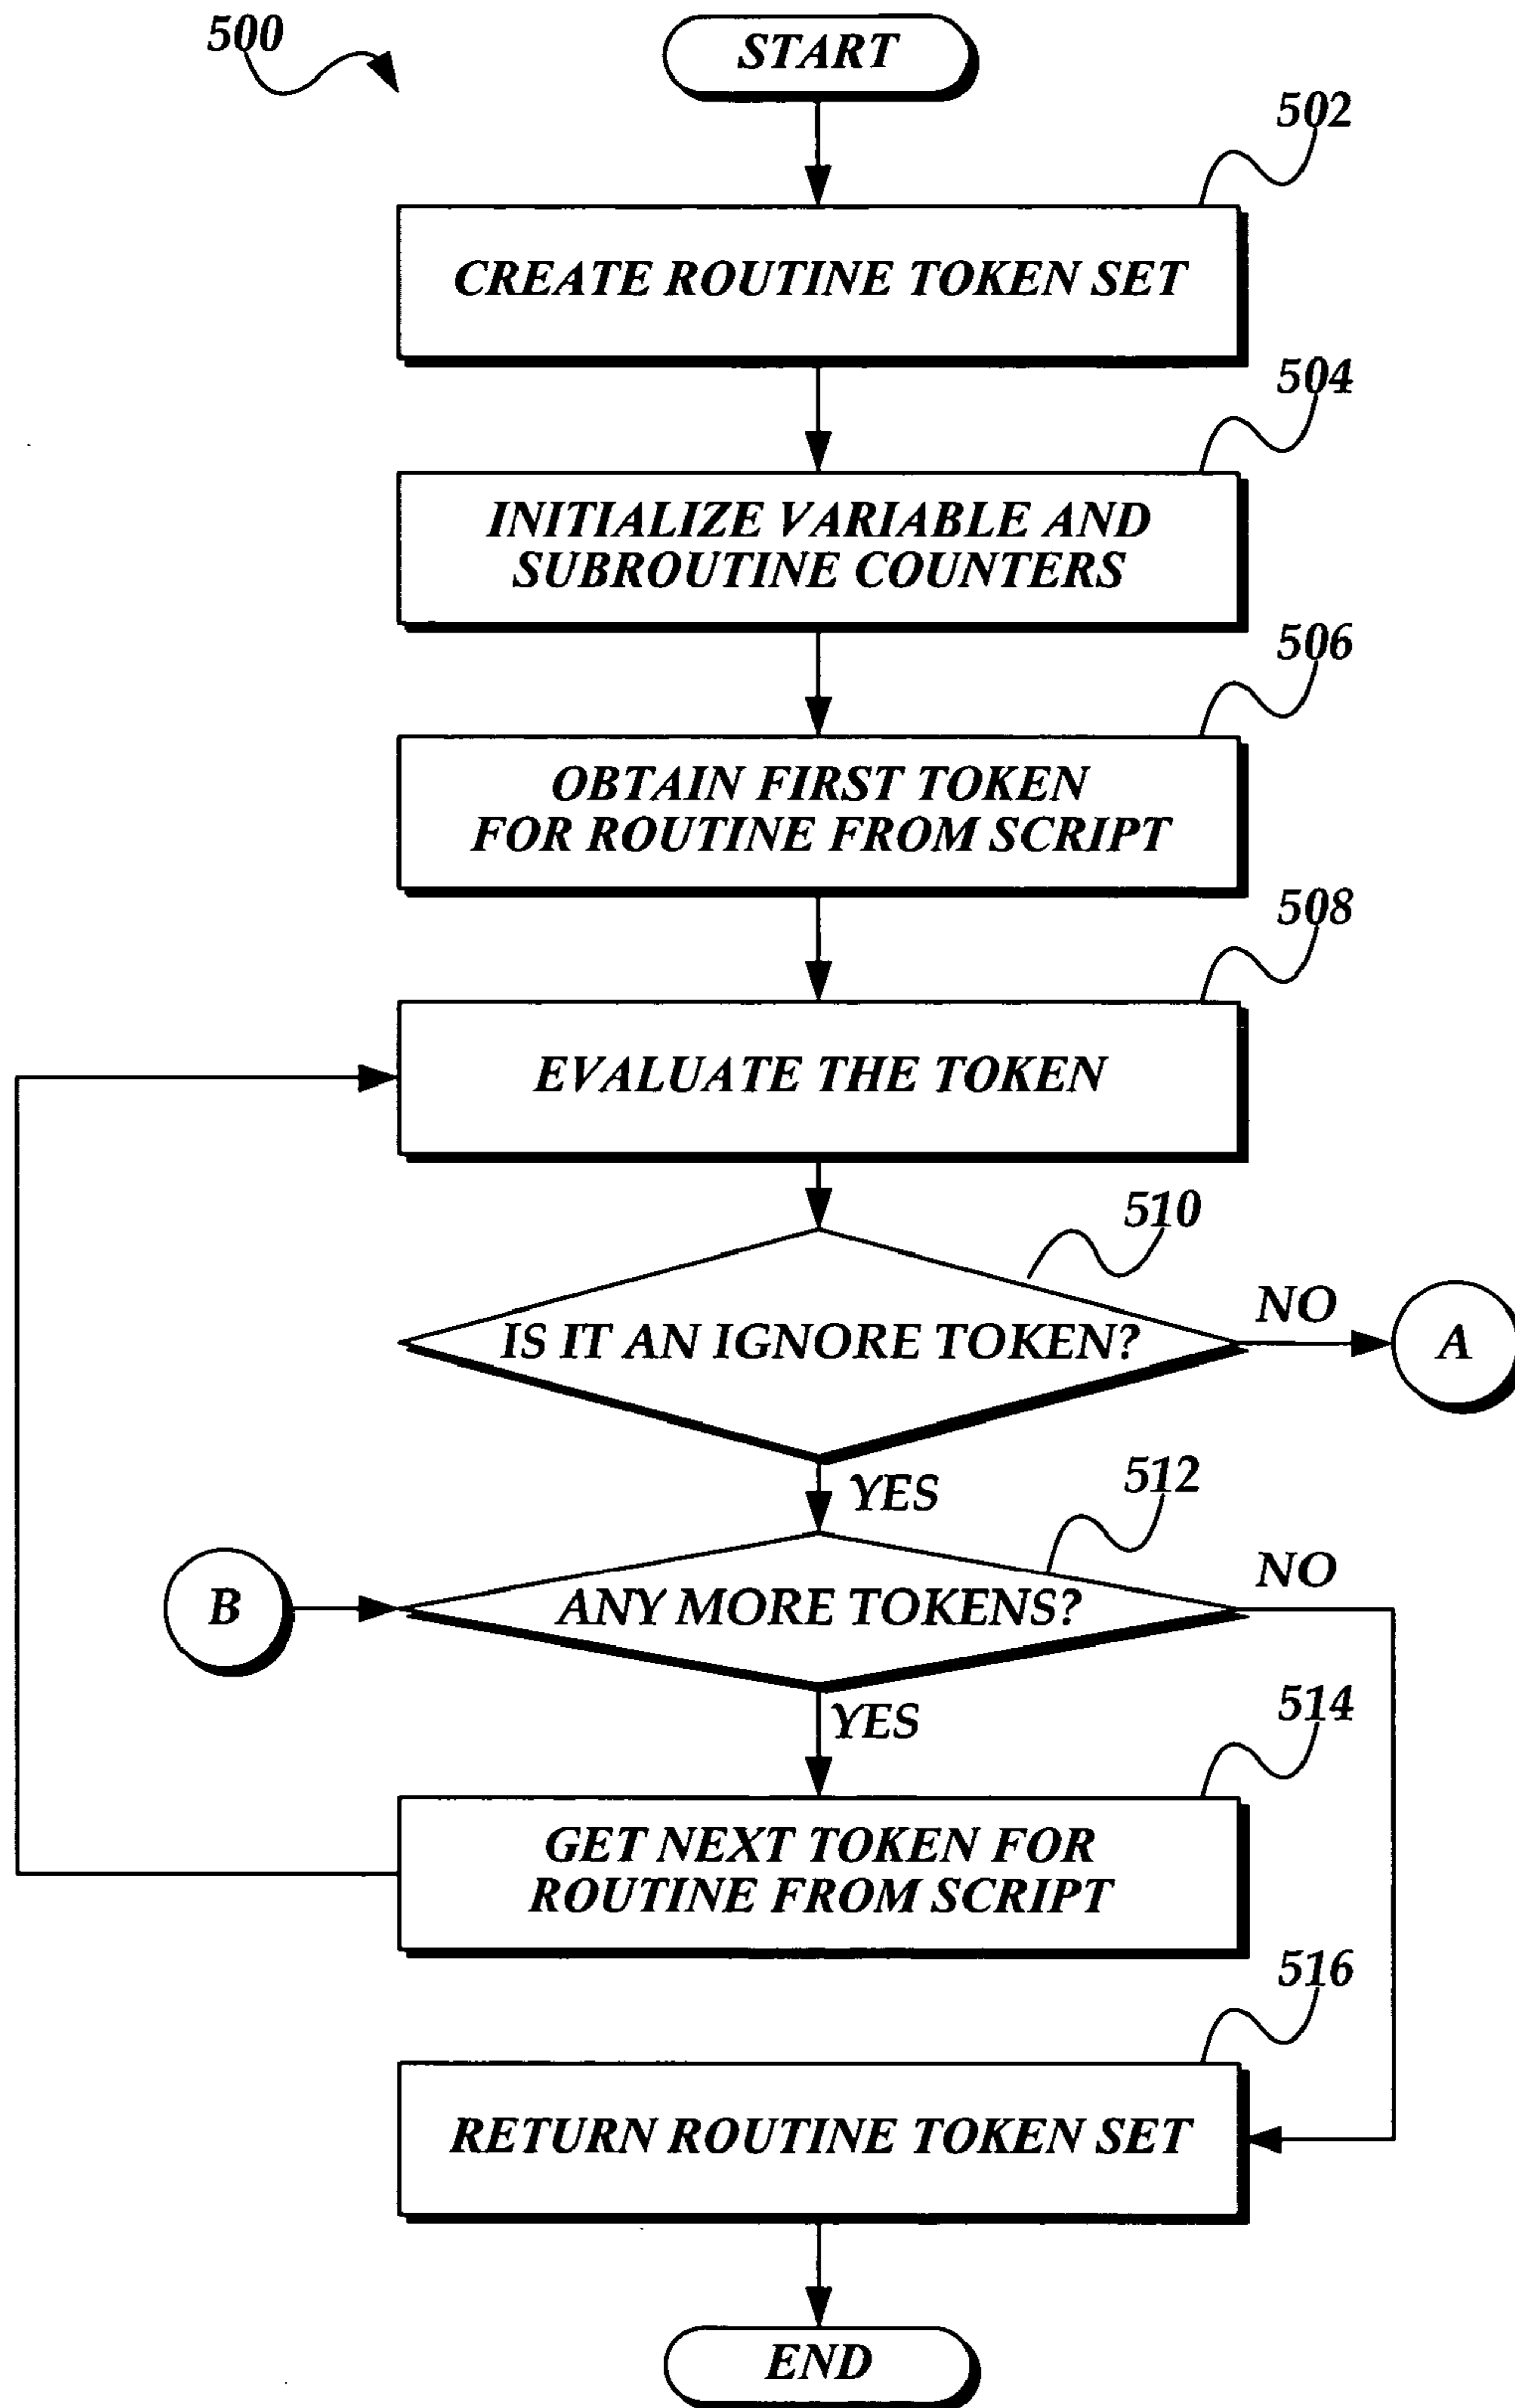 500
START
502
CREATE ROUTINE TOKEN SET
504
INITIALIZE VARIABLE AND
SUBROUTINE COUNTERS
506
OBTAIN FIRST TOKEN
FOR ROUTINE FROM SCRIPT
508
EVALUATE THE TOKEN
510
IS IT AN IGNORE TOKEN?
NO
A
YES
512
B
ANY MORE TOKENS?
NO
YES
514
GET NEXT TOKEN FOR
ROUTINE FROM SCRIPT
516
RETURN ROUTINE TOKEN SET
END